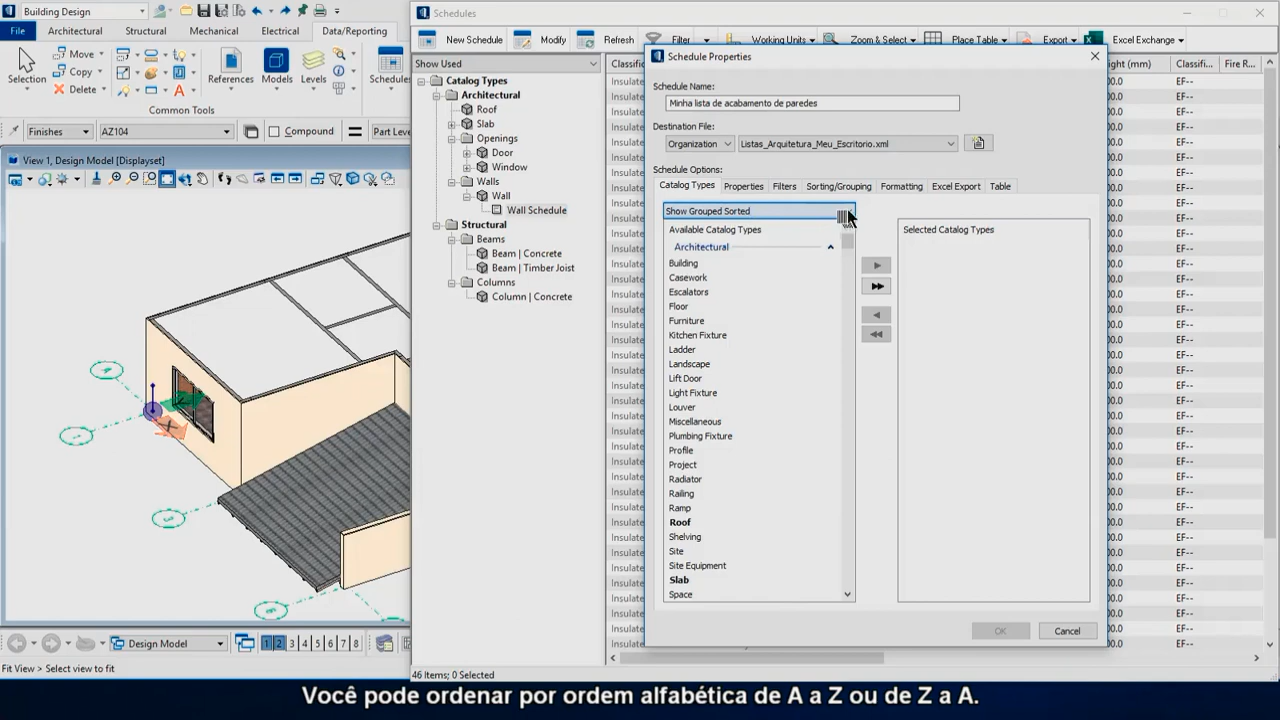 Building Design
File Architectural Structural Mechanical Electrical Data/Reporting
Selection
Move
Copy
Delete
References
Models
Levels
Schedules
Common Tools
Finishes AZ104 Compound Part Level
View 1, Design Model [Displayset]
Design Model 1 2 3 4 5 6 7 8
Fit View > Select view to fit
Schedules
New Schedule Modify Refresh Filter Working Units Zoom & Select Place Table Export Excel Exchange
Show Used
Catalog Types
Architectural
Roof
Slab
Openings
Door
Window
Walls
Wall
Wall Schedule
Structural
Beams
Beam | Concrete
Beam | Timber Joist
Columns
Column | Concrete
46 Items; 0 Selected
Classifi... Fire R...
Schedule Properties
Schedule Name:
Minha lista de acabamento de paredes
Destination File:
Organization Listas_Arquitetura_Meu_Escritorio.xml
Schedule Options:
Catalog Types Properties Filters Sorting/Grouping Formatting Excel Export Table
Show Grouped Sorted
Available Catalog Types
Architectural
Building
Casework
Escalators
Floor
Furniture
Kitchen Fixture
Ladder
Landscape
Lift Door
Light Fixture
Louver
Miscellaneous
Plumbing Fixture
Profile
Project
Radiator
Railing
Ramp
Roof
Shelving
Site
Site Equipment
Slab
Space
Selected Catalog Types
OK Cancel
Você pode ordenar por ordem alfabética de A a Z ou de Z a A.